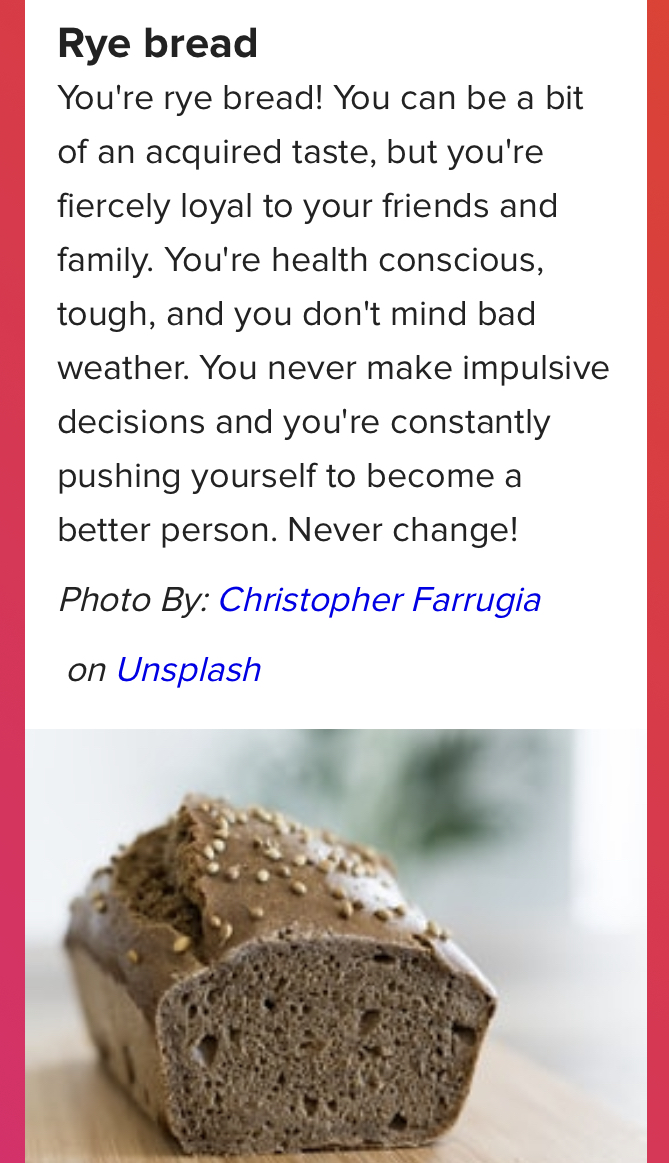 Rye bread
You're rye bread! You can be a bit
of an acquired taste, but you're
fiercely loyal to your friends and
family. You're health conscious,
tough, and you don't mind bad
weather. You never make impulsive
decisions and you're constantly
pushing yourself to become a
better person. Never change!
Photo By: Christopher Farrugia
on Unsplash